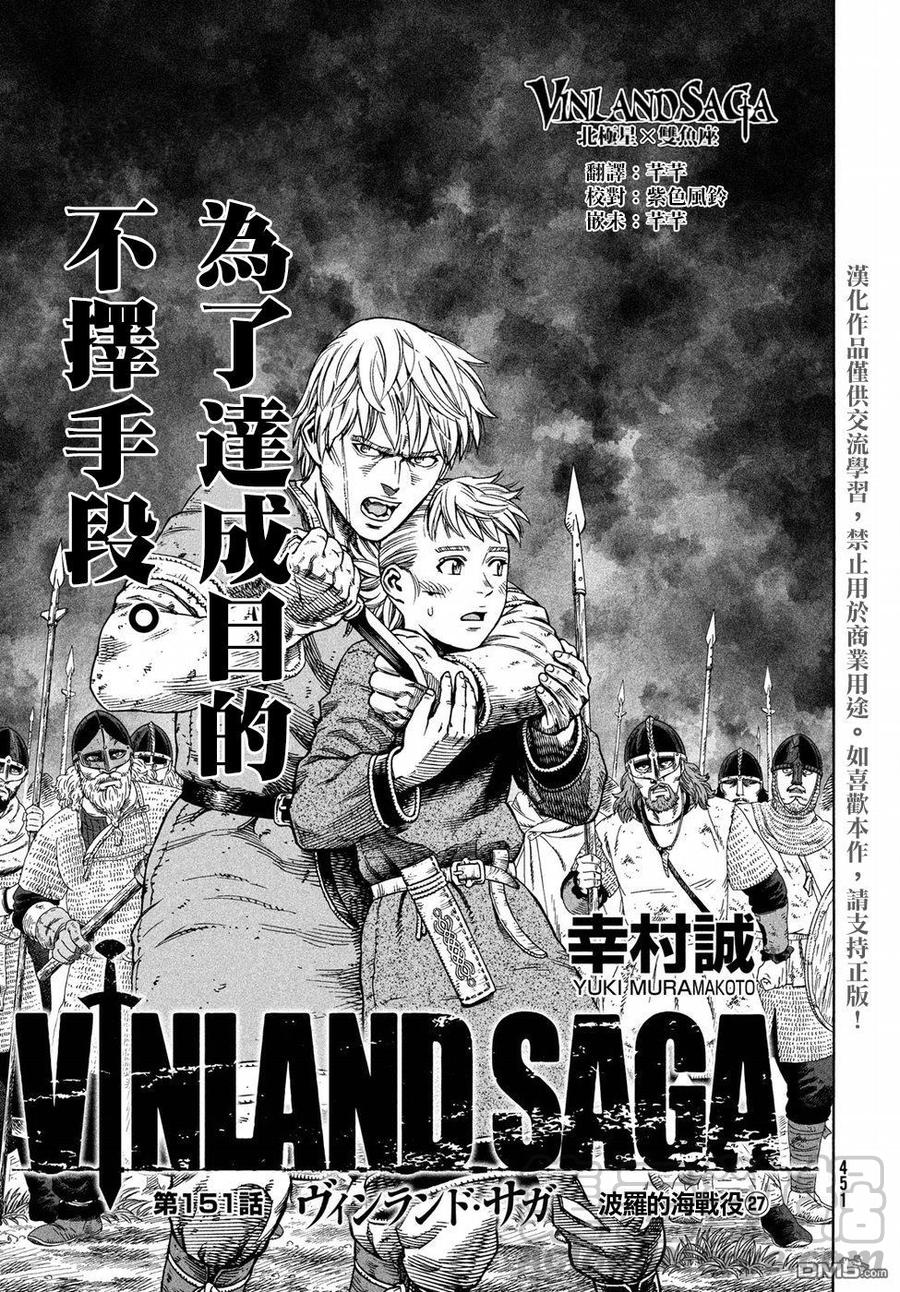 VINLAND SAGA
北極星×雙魚座
翻譯：芊芊
校對：紫色風鈴
嵌未：芊芊
為了達成目的
不擇手段。
漢化作品僅供交流學習，禁止用於商業用途。如喜歡本作，請支持正版！
幸村誠
YUKI MURAMAKOTO
VINLAND SAGA
第151話
ヴィンランド・サガ
波羅的海戰役㉗
451
DM5.com